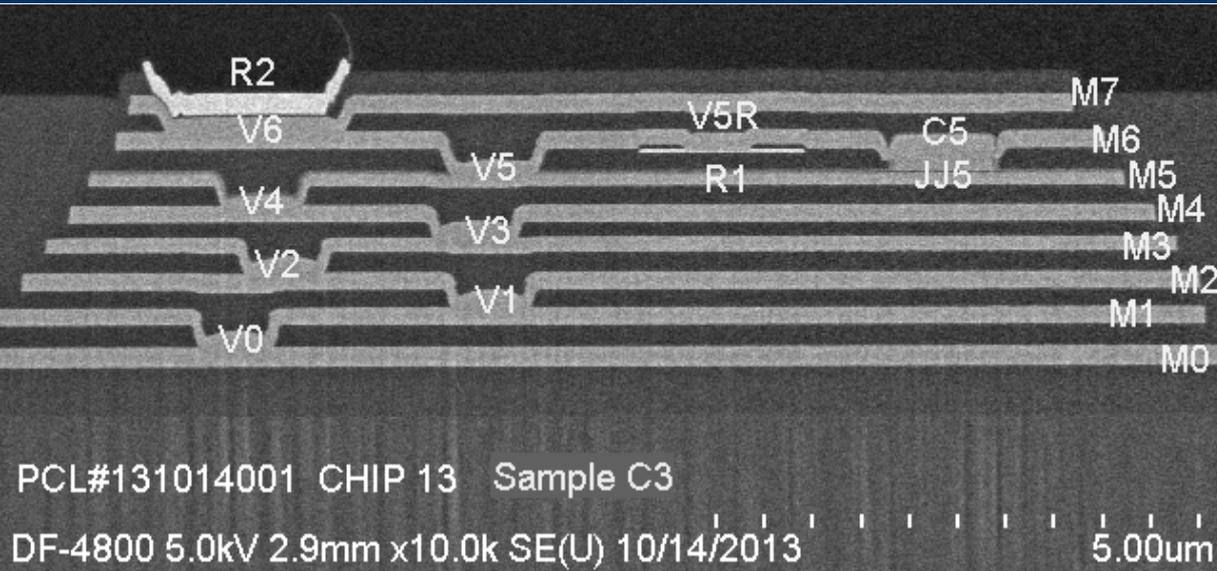 R2
M7
V5R
V6
C5
M6
V5
R1
JJ5
M5
V4
M4
V3
M3
V2
M2
V1
M1
V0
M0
PCL#131014001 CHIP 13 Sample C3
DF-4800 5.0kV 2.9mm x10.0k SE(U) 10/14/2013 5.00um